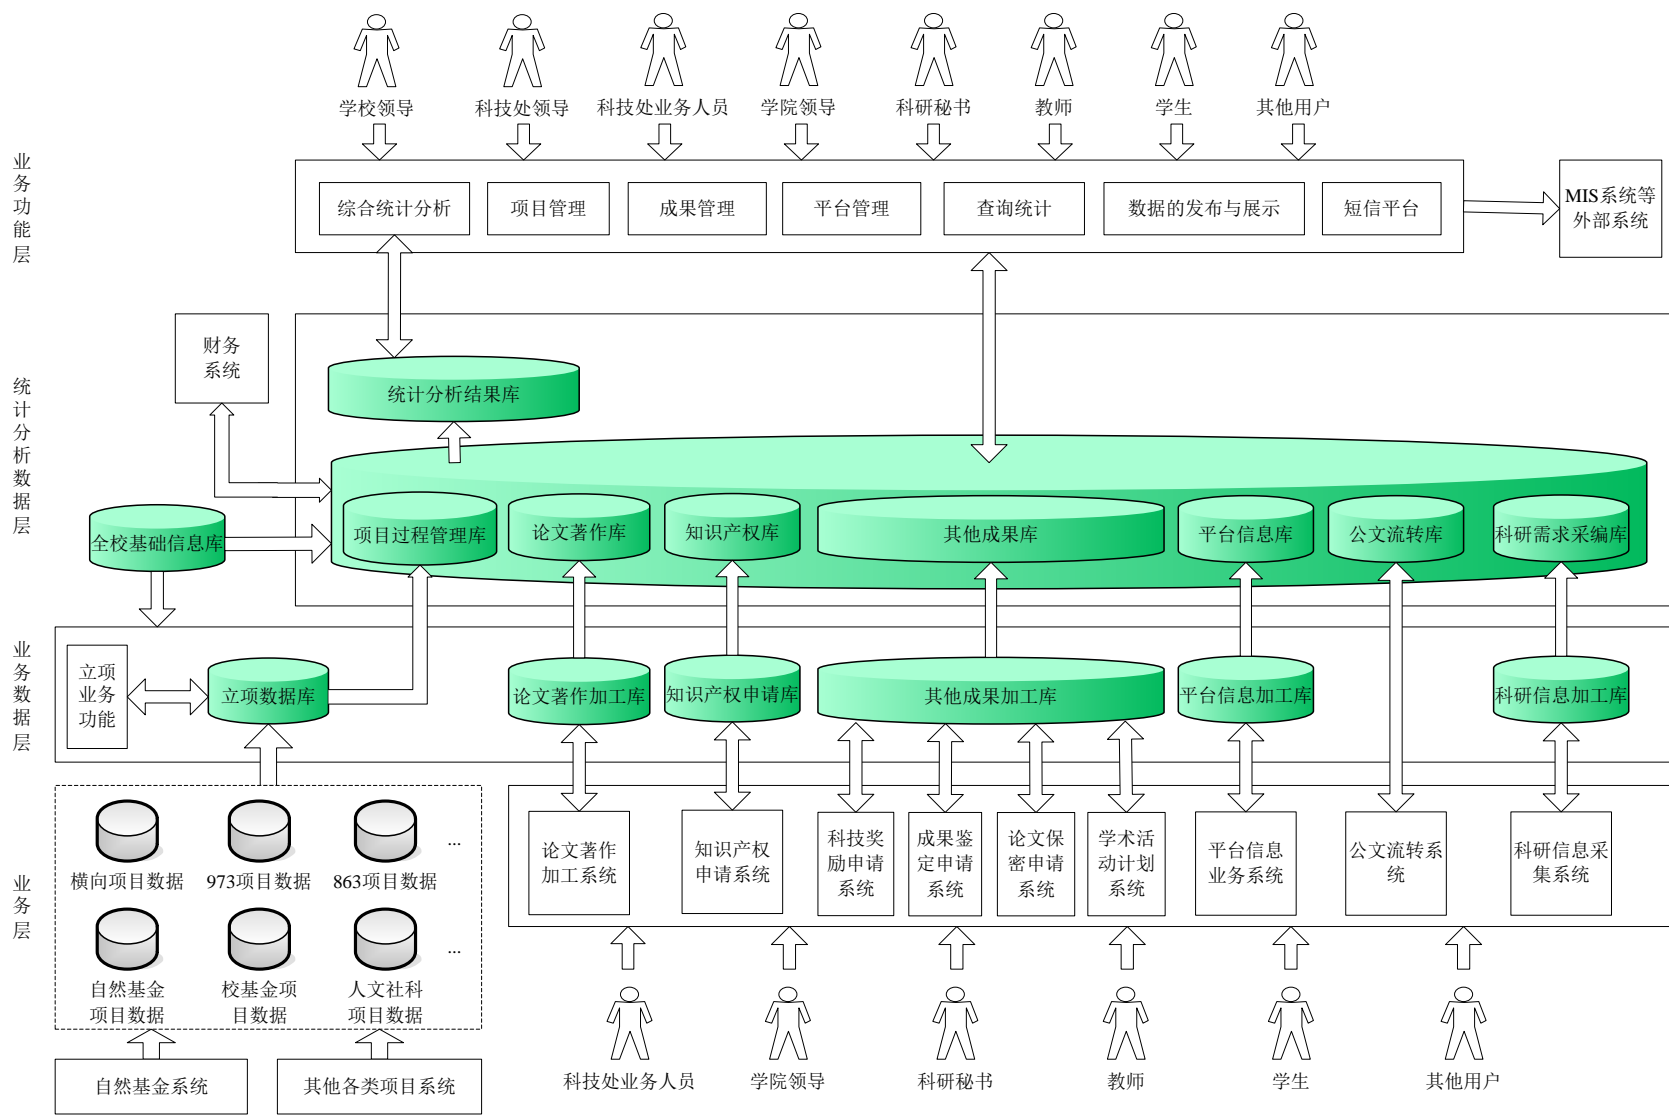 学校领导
科技处领导
科技处业务人员
学院领导
科研秘书
教师
学生
其他用户
业务功能层
综合统计分析
项目管理
成果管理
平台管理
查询统计
数据的发布与展示
短信平台
MIS系统等
外部系统
财务
系统
统计分析数据层
统计分析结果库
全校基础信息库
项目过程管理库
论文著作库
知识产权库
其他成果库
平台信息库
公文流转库
科研需求采编库
业务数据层
立项
业务
功能
立项数据库
论文著作加工库
知识产权申请库
其他成果加工库
平台信息加工库
科研信息加工库
业务层
横向项目数据
973项目数据
863项目数据
...
自然基金
项目数据
校基金项
目数据
人文社科
项目数据
...
论文著作
加工系统
知识产权
申请系统
科技奖
励申请
系统
成果鉴
定申请
系统
论文保
密申请
系统
学术活
动计划
系统
平台信息
业务系统
公文流转系
统
科研信息采
集系统
自然基金系统
其他各类项目系统
科技处业务人员
学院领导
科研秘书
教师
学生
其他用户